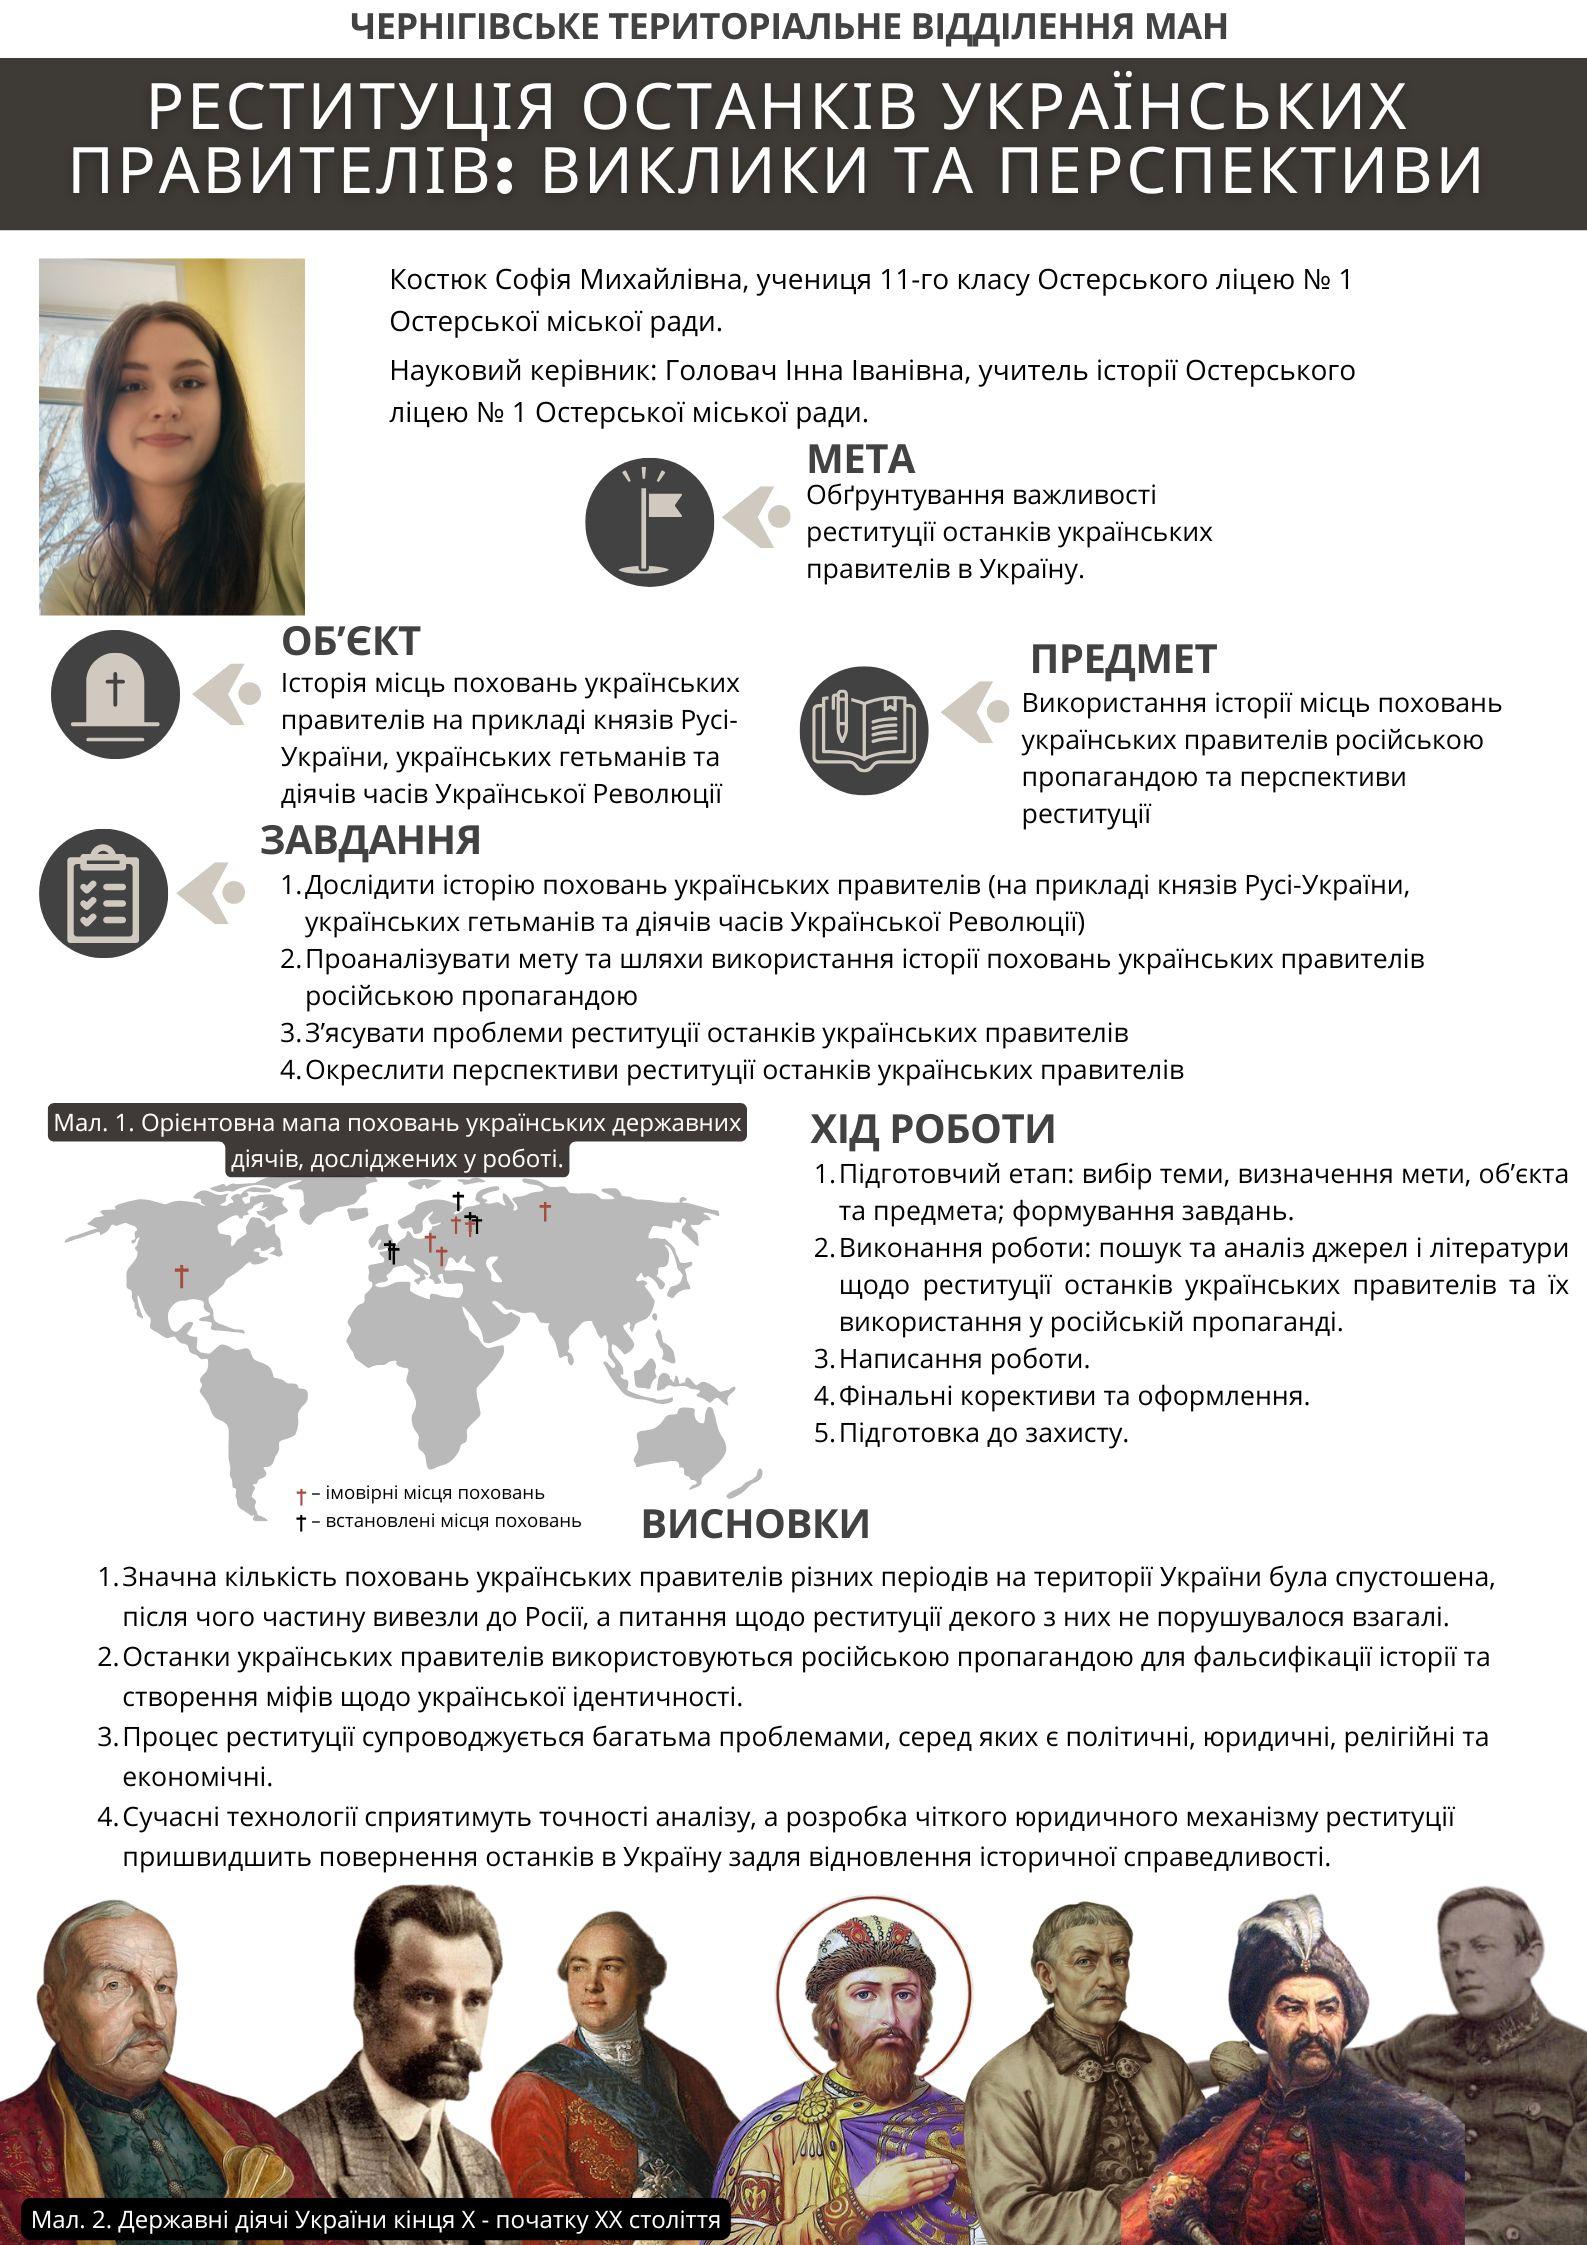 ЧЕРНІГІВСЬКЕ ТЕРИТОРІАЛЬНЕ ВІДДІЛЕННЯ МАН
РЕСТИТУЦІЯ ОСТАНКІВ УКРАЇНСЬКИХ
ПРАВИТЕЛІВ: ВИКЛИКИ ТА ПЕРСПЕКТИВИ
Костюк Софія Михайлівна, учениця 11-го класу Остерського ліцею № 1
Остерської міської ради.
Науковий керівник: Головач Інна Іванівна, учитель історії Остерського
ліцею № 1 Остерської міської ради.
МЕТА
Обґрунтування важливості
реституції останків українських
правителів в Україну.
ОБ’ЄКТ
Історія місць поховань українських
правителів на прикладі князів Русі-
України, українських гетьманів та
діячів часів Української Революції
ПРЕДМЕТ
Використання історії місць поховань
українських правителів російською
пропагандою та перспективи
реституції
ЗАВДАННЯ
1. Дослідити історію поховань українських правителів (на прикладі князів Русі-України,
українських гетьманів та діячів часів Української Революції)
2. Проаналізувати мету та шляхи використання історії поховань українських правителів
російською пропагандою
3. З’ясувати проблеми реституції останків українських правителів
4. Окреслити перспективи реституції останків українських правителів
Мал. 1. Орієнтовна мапа поховань українських державних
діячів, досліджених у роботі.
– імовірні місця поховань
– встановлені місця поховань
ХІД РОБОТИ
1. Підготовчий етап: вибір теми, визначення мети, об’єкта
та предмета; формування завдань.
2. Виконання роботи: пошук та аналіз джерел і літератури
щодо реституції останків українських правителів та їх
використання у російській пропаганді.
3. Написання роботи.
4. Фінальні корективи та оформлення.
5. Підготовка до захисту.
ВИСНОВКИ
1. Значна кількість поховань українських правителів різних періодів на території України була спустошена,
після чого частину вивезли до Росії, а питання щодо реституції декого з них не порушувалося взагалі.
2. Останки українських правителів використовуються російською пропагандою для фальсифікації історії та
створення міфів щодо української ідентичності.
3. Процес реституції супроводжується багатьма проблемами, серед яких є політичні, юридичні, релігійні та
економічні.
4. Сучасні технології сприятимуть точності аналізу, а розробка чіткого юридичного механізму реституції
пришвидшить повернення останків в Україну задля відновлення історичної справедливості.
Мал. 2. Державні діячі України кінця X - початку XX століття